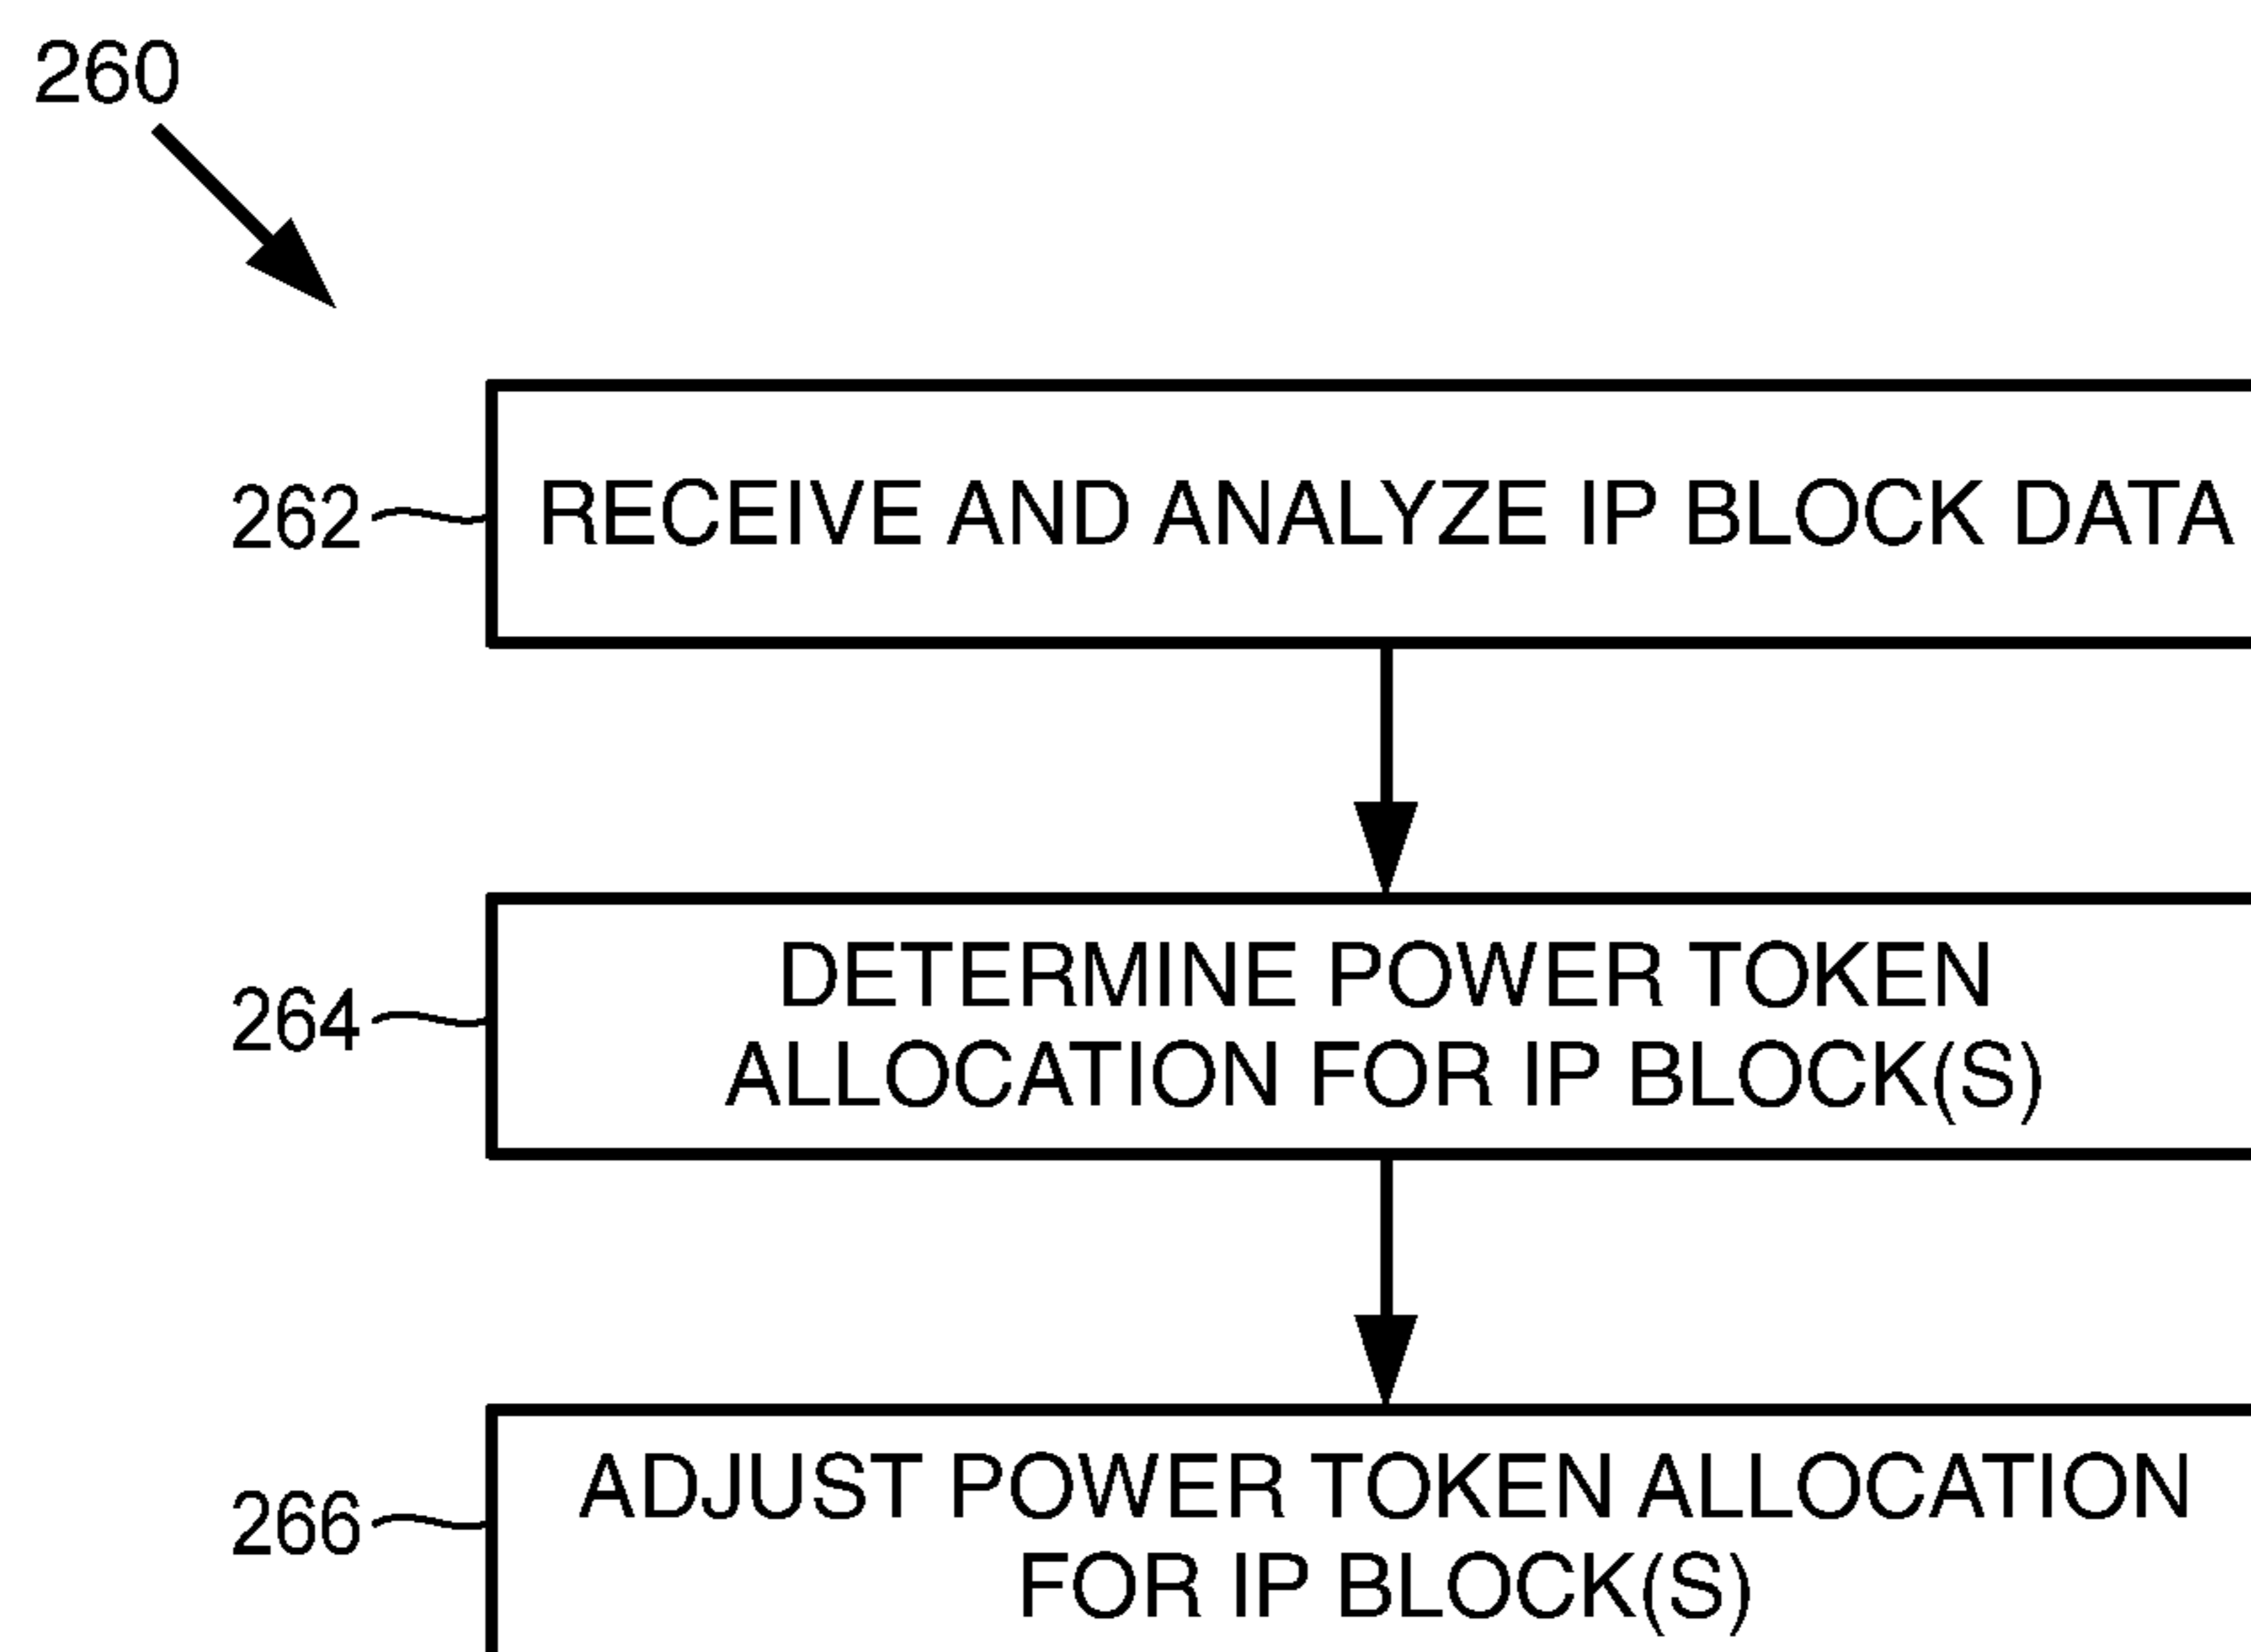 260
262
RECEIVE AND ANALYZE IP BLOCK DATA
264
DETERMINE POWER TOKEN
ALLOCATION FOR IP BLOCK(S)
266
ADJUST POWER TOKEN ALLOCATION
FOR IP BLOCK(S)